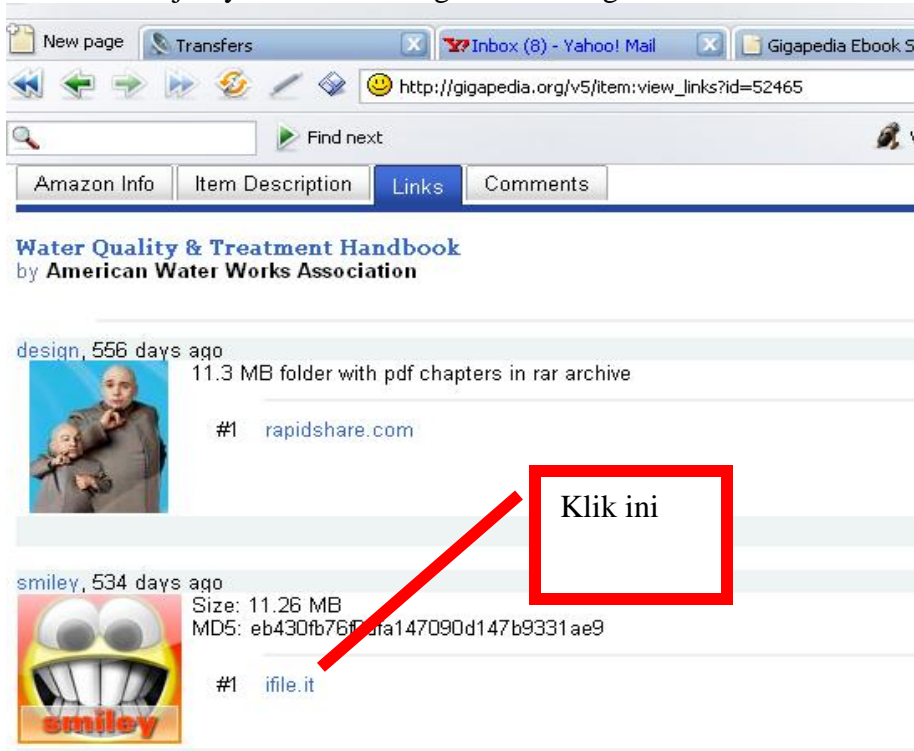 New page Transfers Inbox (8) - Yahoo! Mail Gigapedia Ebook S
http://gigapedia.org/v5/item:view_links?id=52465
Find next
Amazon Info Item Description Links Comments
Water Quality & Treatment Handbook
by American Water Works Association
design, 556 days ago
11.3 MB folder with pdf chapters in rar archive
#1 rapidshare.com
Klik ini
smiley, 534 days ago
Size: 11.26 MB
MD5:
#1 ifile.it
smiley